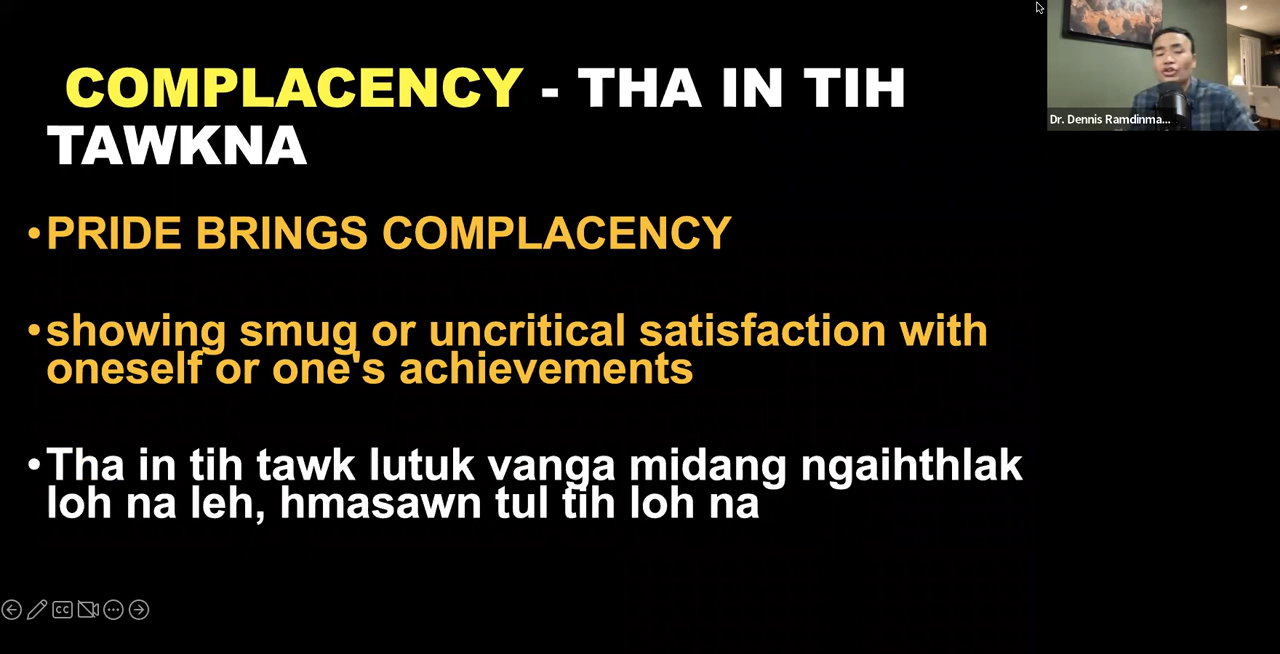 COMPLACENCY - THA IN TIH
TAWKNA
Dr. Dennis Ramdinma...
•PRIDE BRINGS COMPLACENCY
•showing smug or uncritical satisfaction with
oneself or one's achievements
•Tha in tih tawk lutuk vanga midang ngaihthlak
loh na leh, hmasawn tul tih loh na
CC